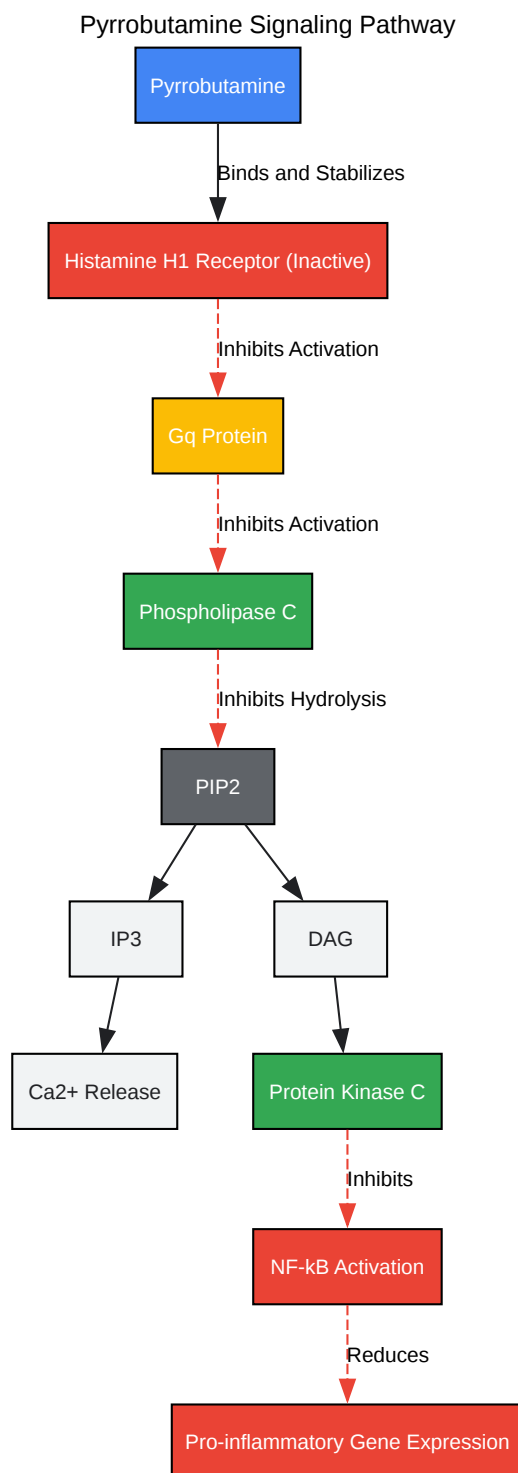 Pyrrobutamine Signaling Pathway
Pyrrobutamine
Binds and Stabilizes
Histamine H1 Receptor (Inactive)
Inhibits Activation
Gq Protein
Inhibits Activation
Phospholipase C
Inhibits Hydrolysis
PIP2
IP3
DAG
Ca2+ Release
Protein Kinase C
Inhibits
NF-kB Activation
Reduces
Pro-inflammatory Gene Expression